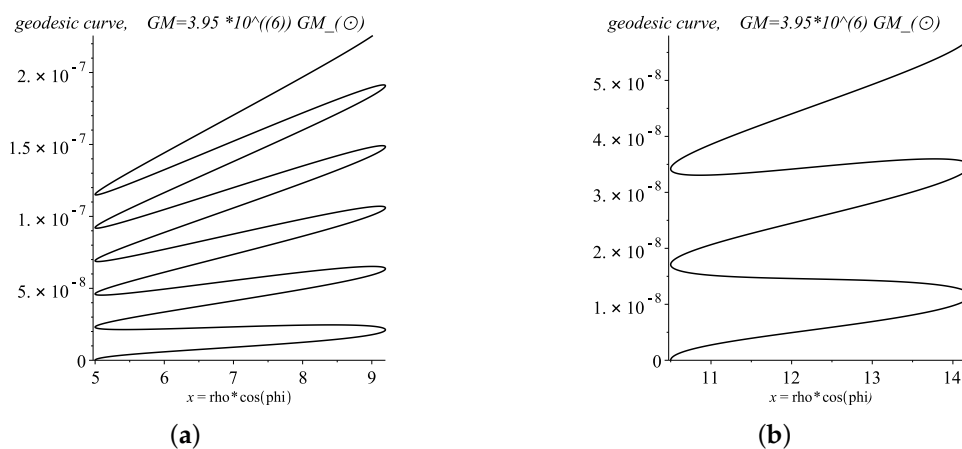 geodesic curve, GM=3.95 *10^((6)) GM_(⊙)
2. × 10⁻⁷
1.5 × 10⁻⁷
1. × 10⁻⁷
5. × 10⁻⁸
0
5 6 7 8 9
x = rho*cos(phi)
(a)
geodesic curve, GM=3.95*10^(6) GM_(⊙)
5. × 10⁻⁸
4. × 10⁻⁸
3. × 10⁻⁸
2. × 10⁻⁸
1. × 10⁻⁸
0
11 12 13 14
x = rho*cos(phi)
(b)